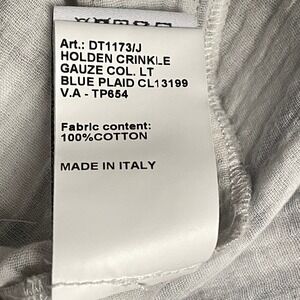 Art.: DT1173/J
HOLDEN CRINKLE
GAUZE COL. LT
BLUE PLAID CL13199
V.A - TP654
Fabric content:
100%COTTON
MADE IN ITALY